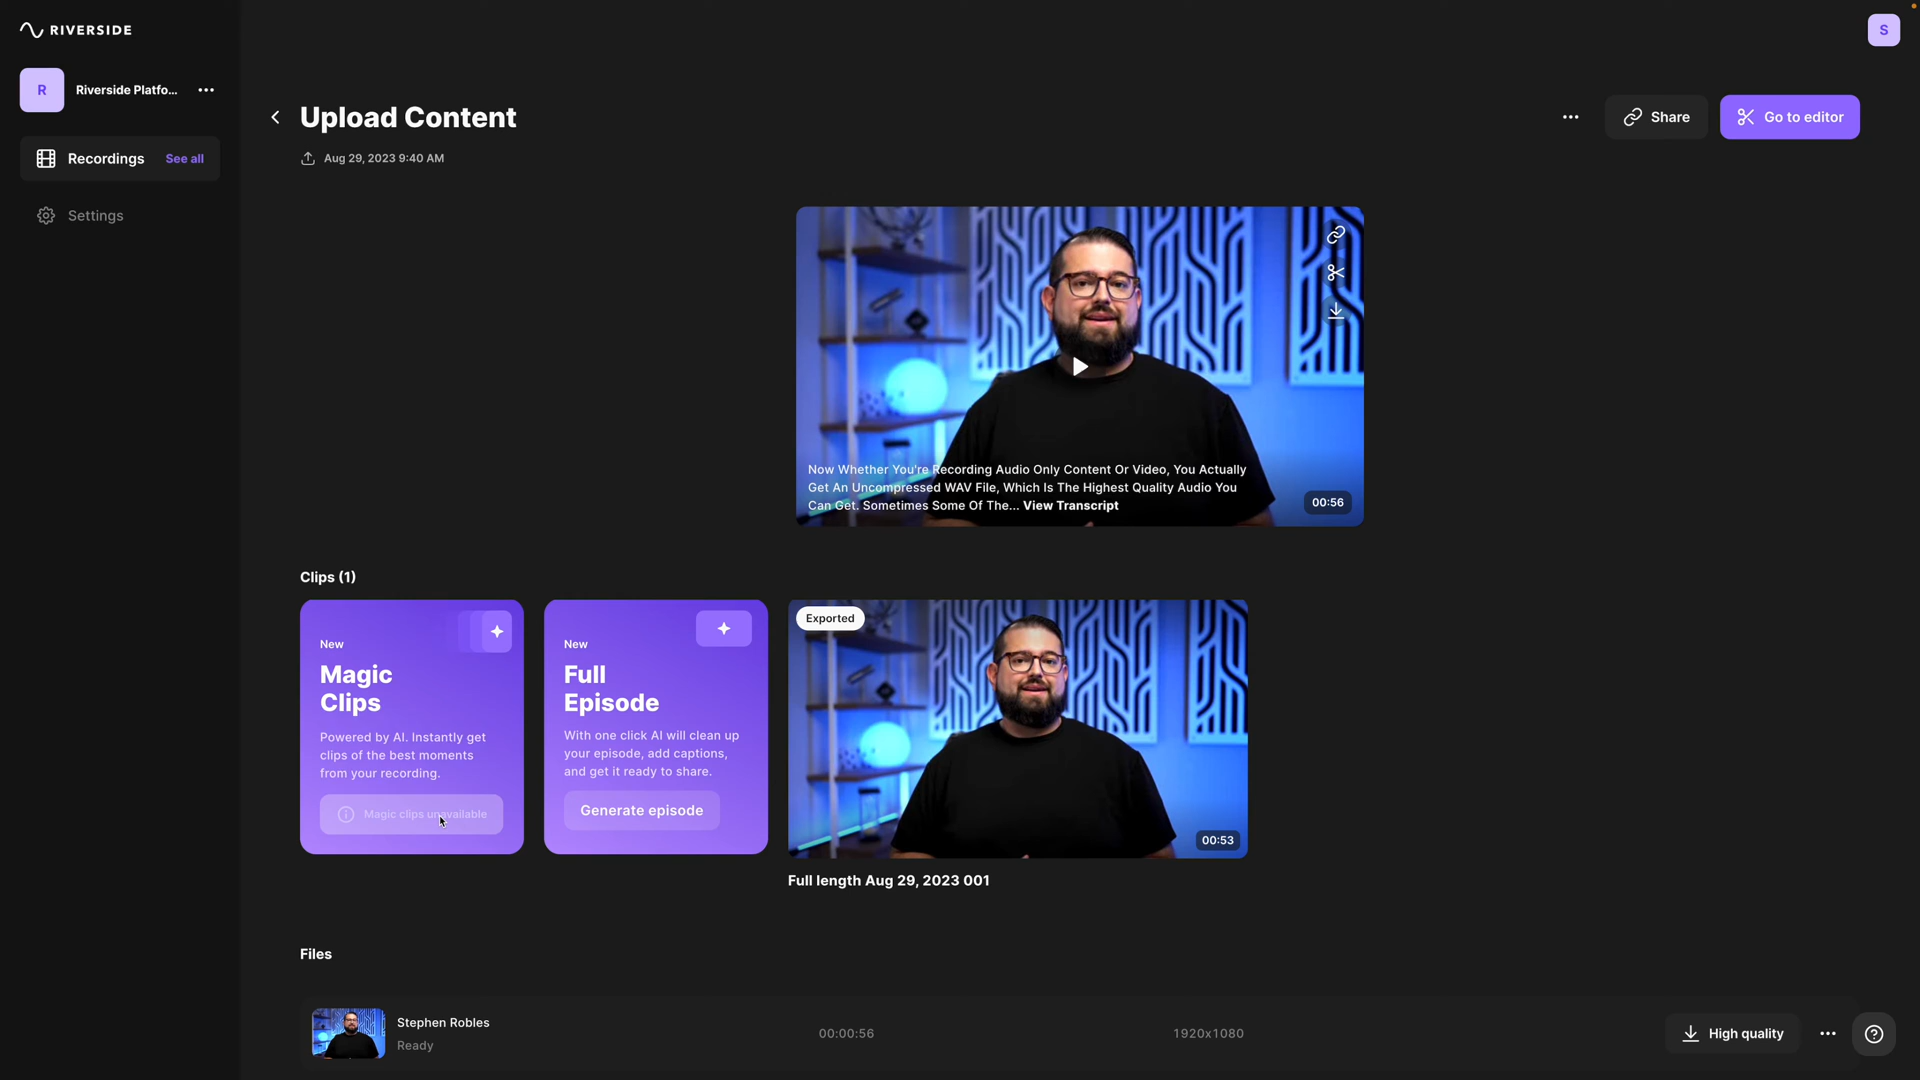 RIVERSIDE
S
R
Riverside Platfo...
Recordings
See all
Settings
Upload Content
Aug 29, 2023 9:40 AM
Share
Go to editor
Now Whether You're Recording Audio Only Content Or Video, You Actually
Get An Uncompressed WAV File, Which Is The Highest Quality Audio You
Can Get. Sometimes Some Of The... View Transcript
00:56
Clips (1)
New
Magic
Clips
Powered by AI. Instantly get
clips of the best moments
from your recording.
Magic clips unavailable
New
Full
Episode
With one click AI will clean up
your episode, add captions,
and get it ready to share.
Generate episode
Exported
00:53
Full length Aug 29, 2023 001
Files
Stephen Robles
Ready
00:00:56
1920x1080
High quality